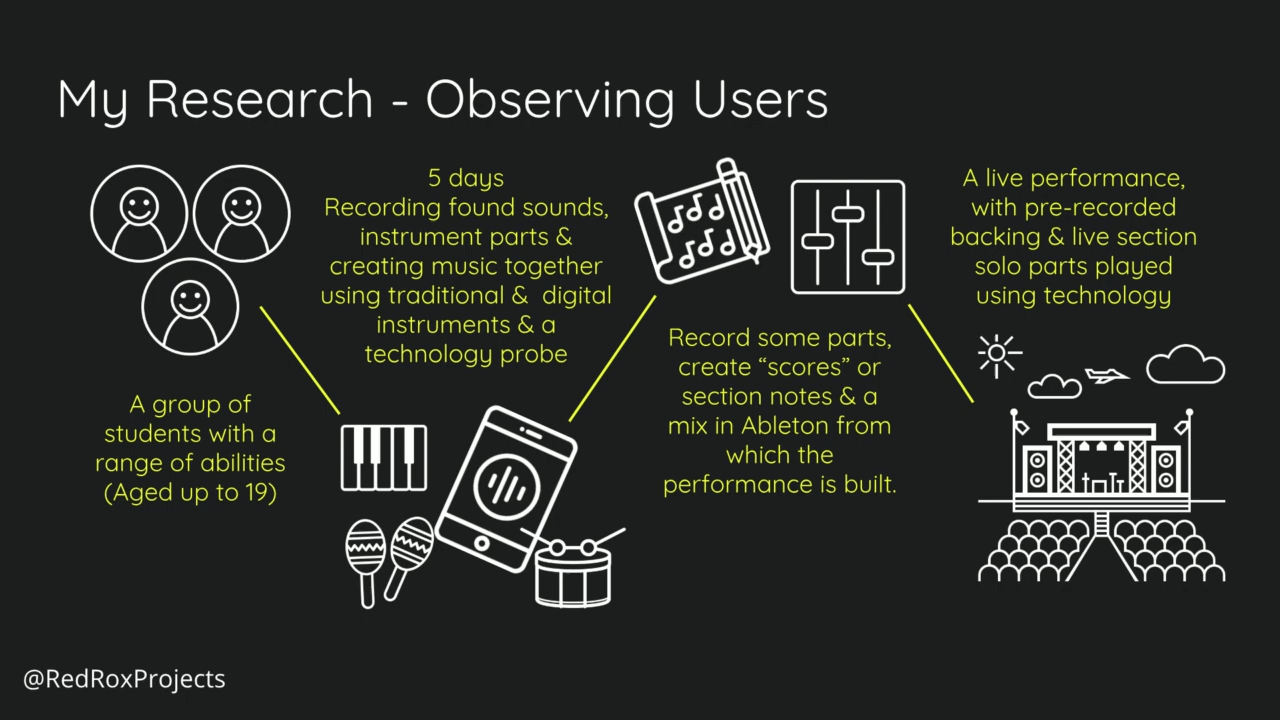 My Research - Observing Users
A group of
students with a
range of abilities
(Aged up to 19)
5 days
Recording found sounds,
instrument parts &
creating music together
using traditional & digital
instruments & a
technology probe
Record some parts,
create “scores” or
section notes & a
mix in Ableton from
which the
performance is built.
A live performance,
with pre-recorded
backing & live section
solo parts played
using technology
@RedRoxProjects